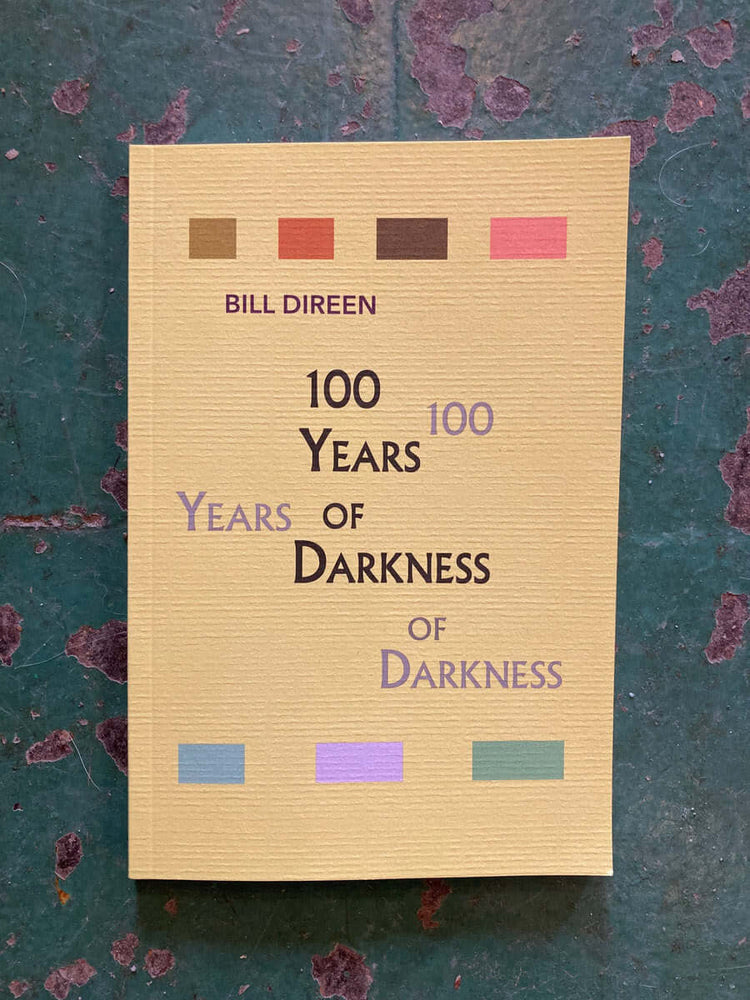 BILL DIREEN
100
100
YEARS
YEARS
OF
DARKNESS
OF
DARKNESS